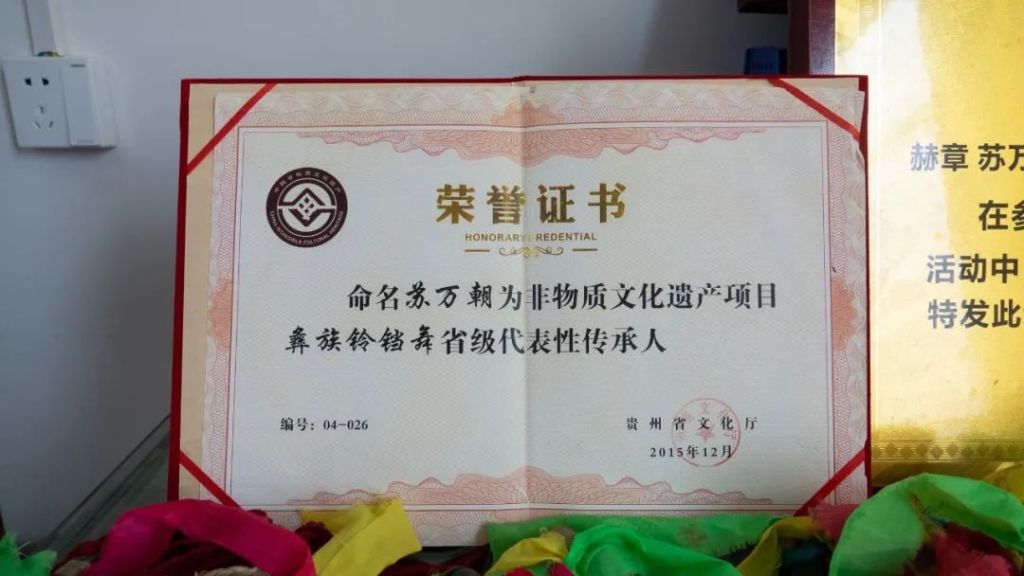 荣誉证书
HONORARY REDENTIAL
命名苏万朝为非物质文化遗产项目
彝族铃铛舞省级代表性传承人
编号：04-026
贵州省文化厅
2015年12月
赫章 苏万
在参
活动中
特发此